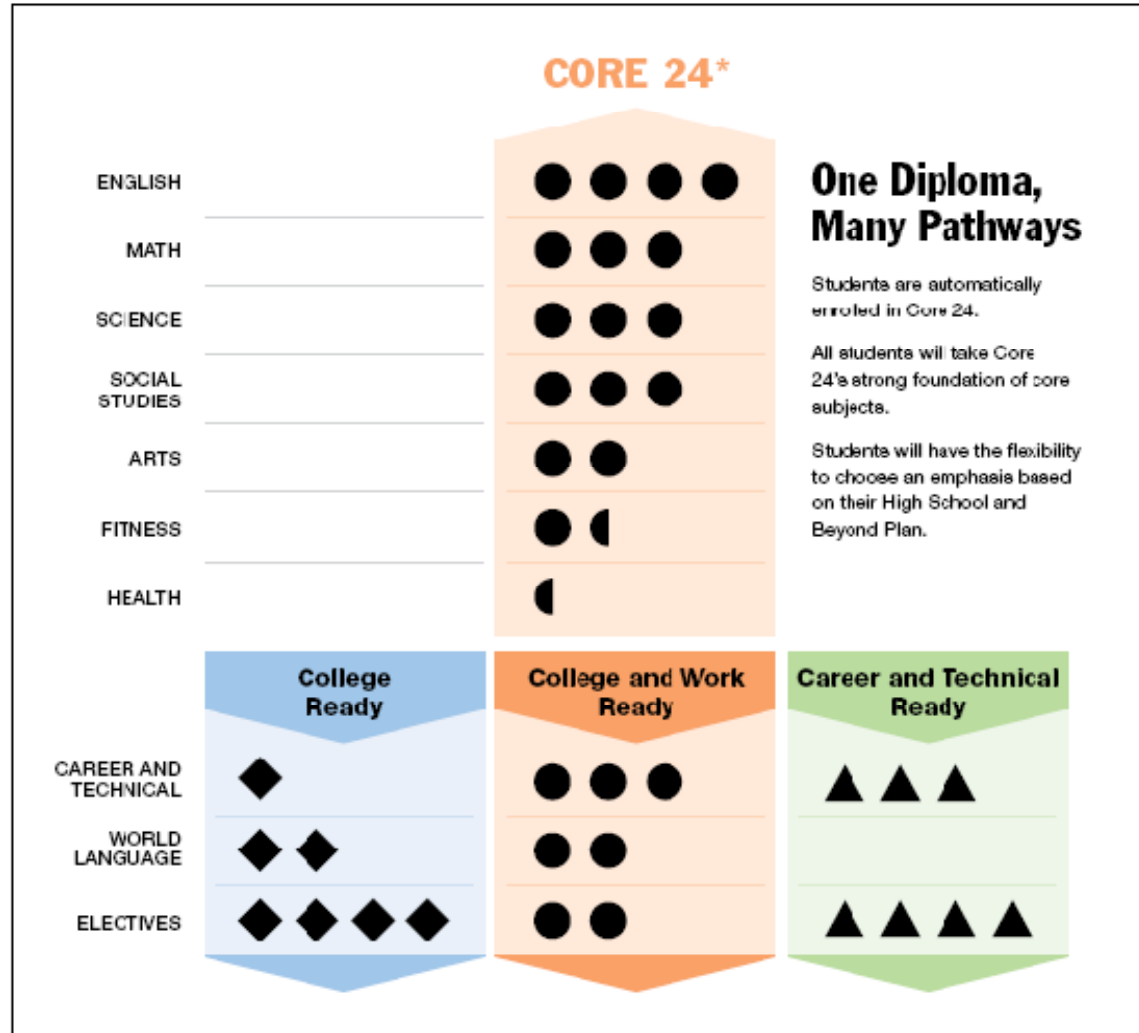 CORE 24*
ENGLISH
MATH
SCIENCE
SOCIAL
STUDIES
ARTS
FITNESS
HEALTH
One Diploma,
Many Pathways
Students are automatically
enrolled in Core 24.
All students will take Core
24's strong foundation of core
subjects.
Students will have the flexibility
to choose an emphasis based
on their High School and
Beyond Plan.
College
Ready
College and Work
Ready
Career and Technical
Ready
CAREER AND
TECHNICAL
WORLD
LANGUAGE
ELECTIVES